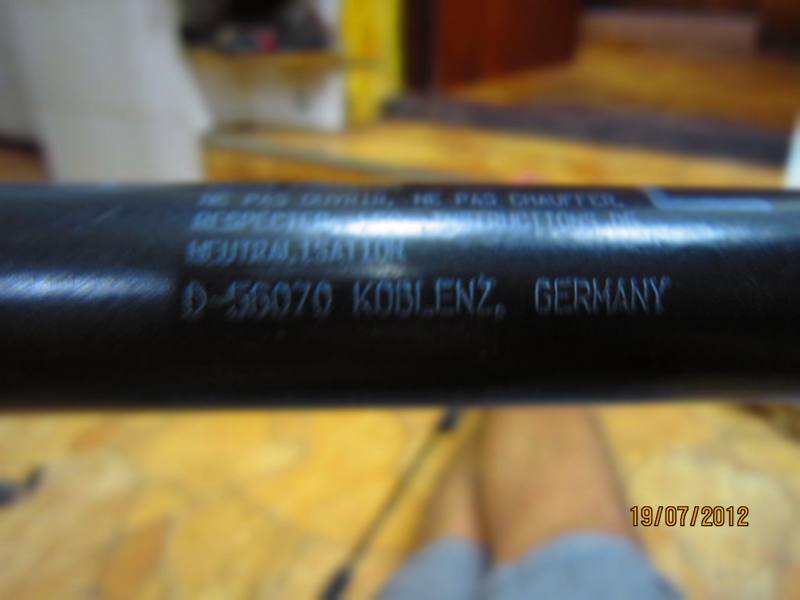 NE PAS OUVRIR, NE PAS CHAUFFER,
RESPECTER INSTRUCTIONS DE
NEUTRALISATION
D-56070 KOBLENZ, GERMANY
19/07/2012